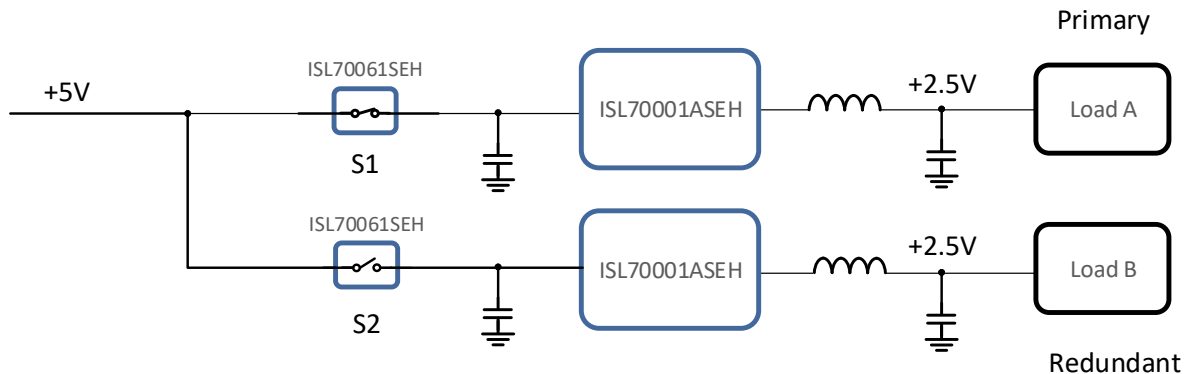 Primary
ISL70061SEH
+5V
+2.5V
ISL70001ASEH
Load A
S1
ISL70061SEH
+2.5V
ISL70001ASEH
Load B
S2
Redundant